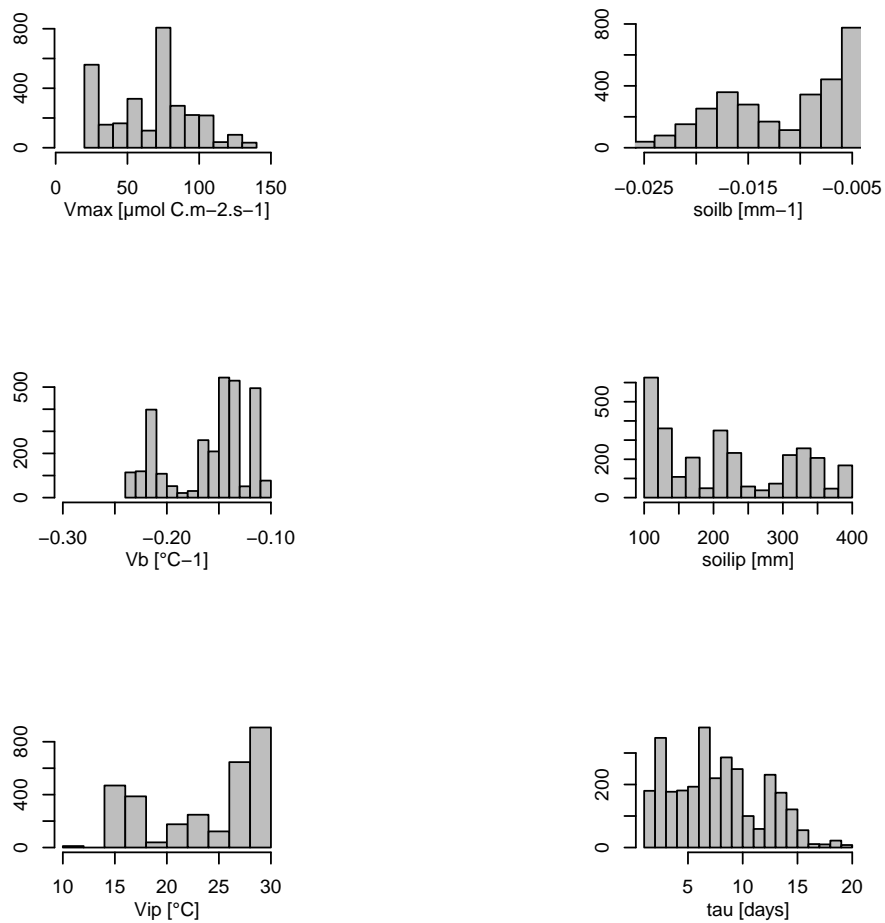 0 400 800
0 50 100 150
Vmax [µmol C.m−2.s−1]
0 400 800
−0.025 −0.015 −0.005
soilb [mm−1]
0 200 500
−0.30 −0.20 −0.10
Vb [°C−1]
0 200 500
100 200 300 400
soilip [mm]
0 400 800
10 15 20 25 30
Vip [°C]
0 200
5 10 15 20
tau [days]